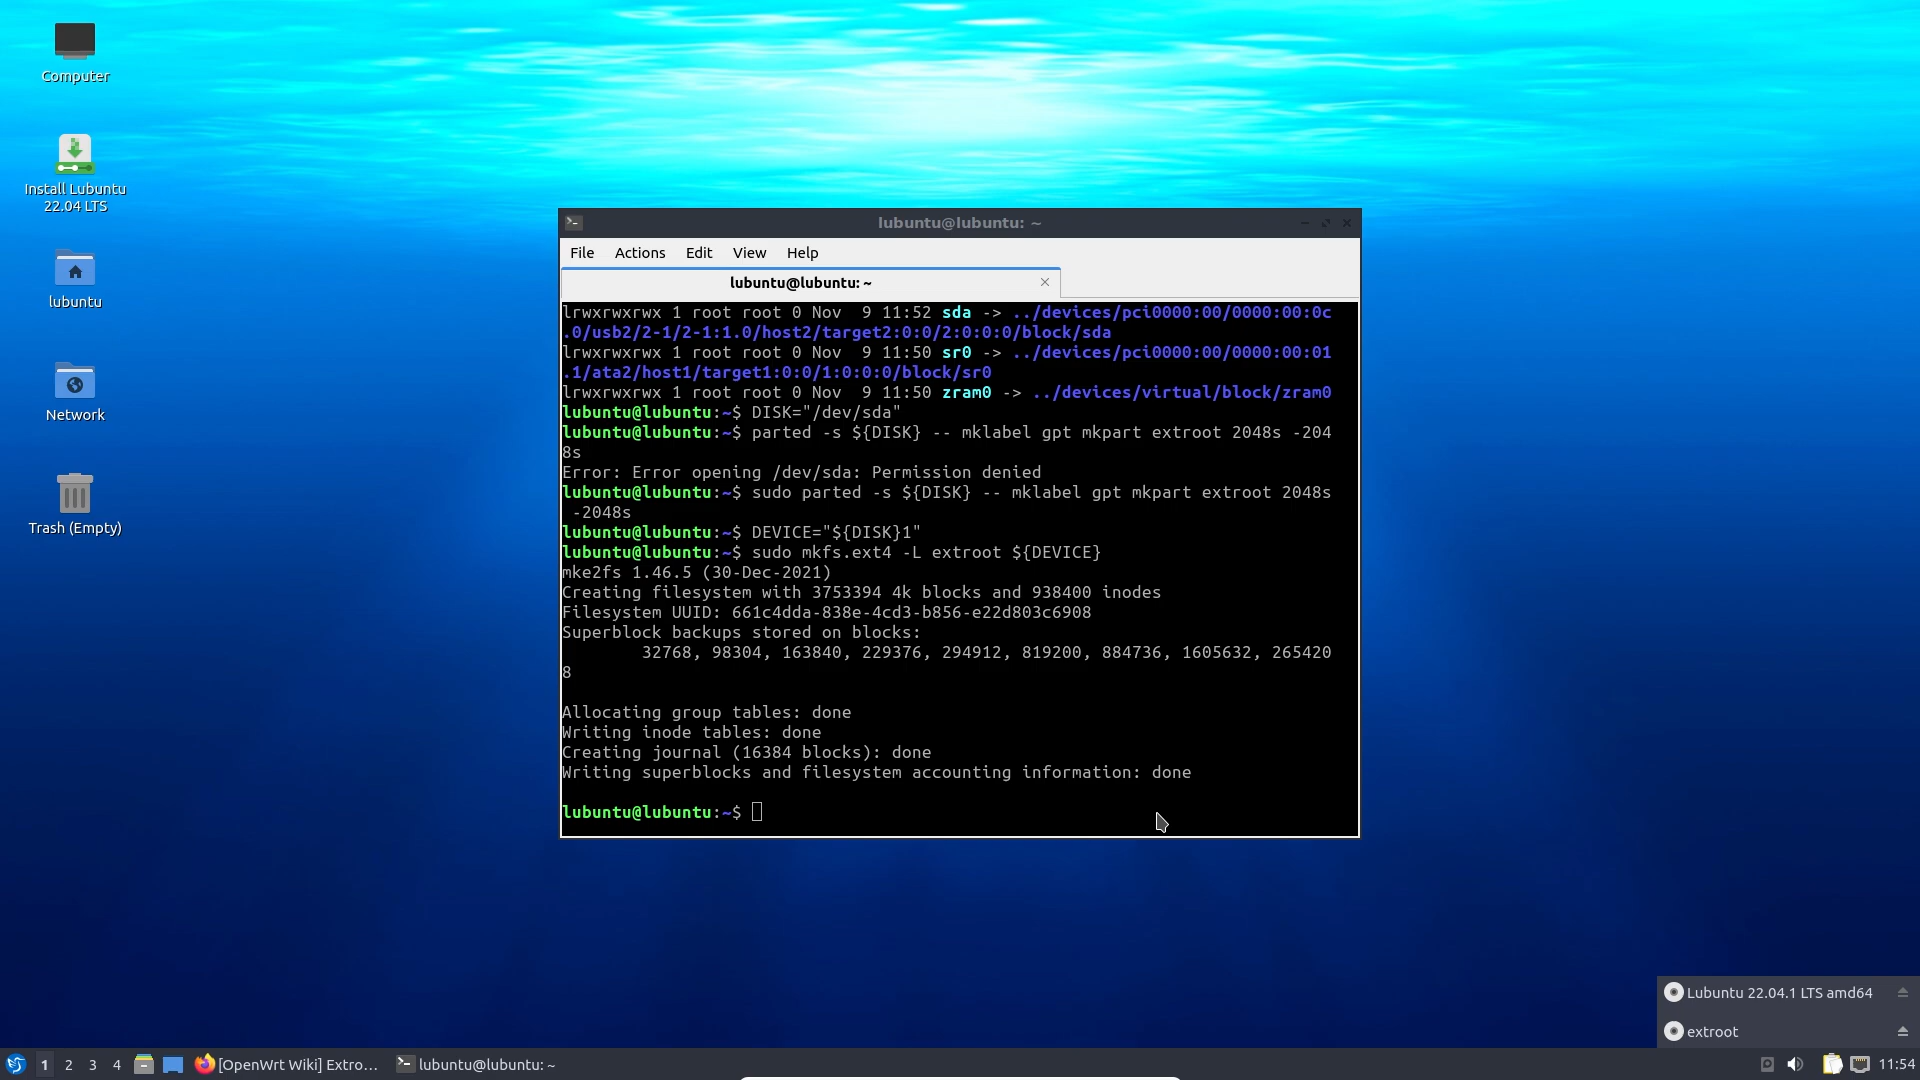 Computer
Install Lubuntu
22.04 LTS
lubuntu
Network
Trash (Empty)
lubuntu@lubuntu: ~
File Actions Edit View Help
lubuntu@lubuntu: ~
lrwxrwxrwx 1 root root 0 Nov  9 11:52 sda -> ../devices/pci0000:00/0000:00:0c
.0/usb2/2-1/2-1:1.0/host2/target2:0:0/2:0:0:0/block/sda
lrwxrwxrwx 1 root root 0 Nov  9 11:50 sr0 -> ../devices/pci0000:00/0000:00:01
.1/ata2/host1/target1:0:0/1:0:0:0/block/sr0
lrwxrwxrwx 1 root root 0 Nov  9 11:50 zram0 -> ../devices/virtual/block/zram0
lubuntu@lubuntu:~$ DISK="/dev/sda"
lubuntu@lubuntu:~$ parted -s ${DISK} -- mklabel gpt mkpart extroot 2048s -204
8s
Error: Error opening /dev/sda: Permission denied
lubuntu@lubuntu:~$ sudo parted -s ${DISK} -- mklabel gpt mkpart extroot 2048s
 -2048s
lubuntu@lubuntu:~$ DEVICE="${DISK}1"
lubuntu@lubuntu:~$ sudo mkfs.ext4 -L extroot ${DEVICE}
mke2fs 1.46.5 (30-Dec-2021)
Creating filesystem with 3753394 4k blocks and 938400 inodes
Filesystem UUID: 661c4dda-838e-4cd3-b856-e22d803c6908
Superblock backups stored on blocks:
        32768, 98304, 163840, 229376, 294912, 819200, 884736, 1605632, 265420
8
Allocating group tables: done
Writing inode tables: done
Creating journal (16384 blocks): done
Writing superblocks and filesystem accounting information: done
lubuntu@lubuntu:~$
Lubuntu 22.04.1 LTS amd64
extroot
1 2 3 4 [OpenWrt Wiki] Extro... lubuntu@lubuntu: ~ 11:54